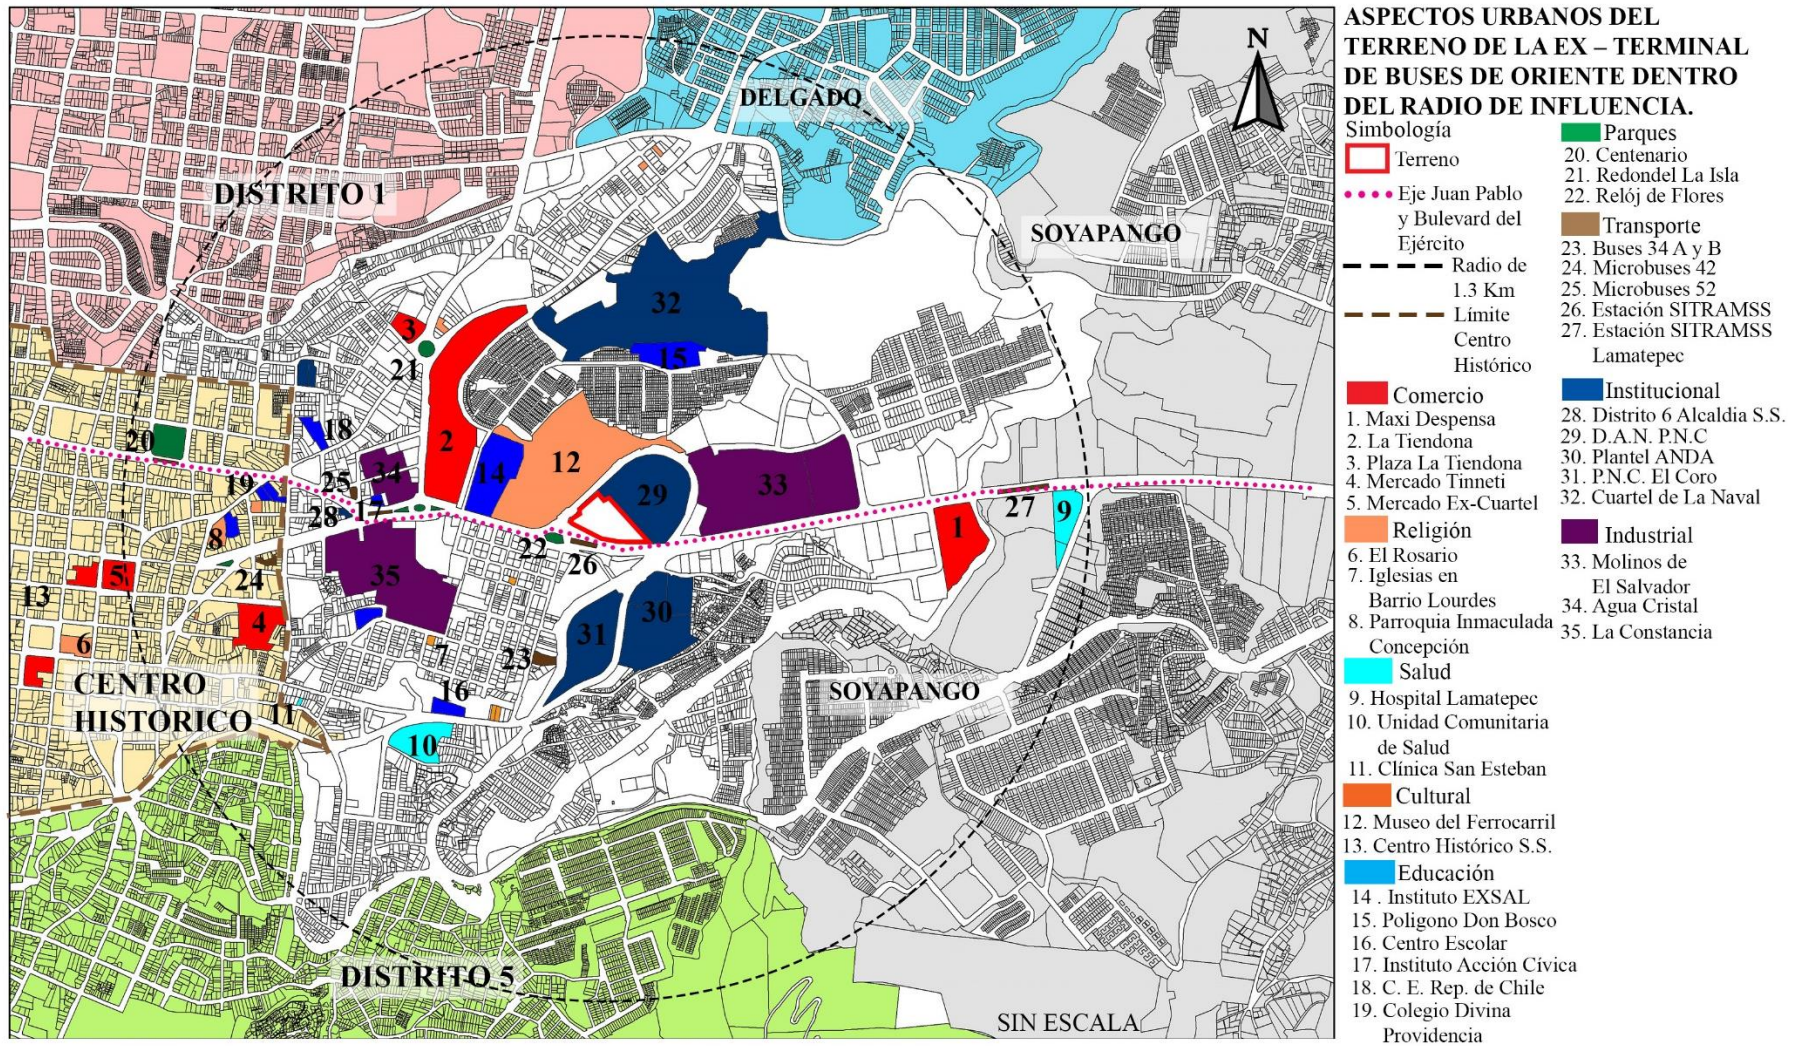 ASPECTOS URBANOS DEL
TERRENO DE LA EX – TERMINAL
DE BUSES DE ORIENTE DENTRO
DEL RADIO DE INFLUENCIA.
Simbología
Terreno
Eje Juan Pablo
y Bulevard del
Ejército
Radio de
1.3 Km
Límite
Centro
Histórico
Comercio
1. Maxi Despensa
2. La Tiendona
3. Plaza La Tiendona
4. Mercado Tinneti
5. Mercado Ex-Cuartel
Religión
6. El Rosario
7. Iglesias en
Barrio Lourdes
8. Parroquia Inmaculada
Concepción
Salud
9. Hospital Lamatepec
10. Unidad Comunitaria
de Salud
11. Clínica San Esteban
Cultural
12. Museo del Ferrocarril
13. Centro Histórico S.S.
Educación
14 . Instituto EXSAL
15. Poligono Don Bosco
16. Centro Escolar
17. Instituto Acción Cívica
18. C. E. Rep. de Chile
19. Colegio Divina
Providencia
Parques
20. Centenario
21. Redondel La Isla
22. Relój de Flores
Transporte
23. Buses 34 A y B
24. Microbuses 42
25. Microbuses 52
26. Estación SITRAMSS
27. Estación SITRAMSS
Lamatepec
Institucional
28. Distrito 6 Alcaldia S.S.
29. D.A.N. P.N.C
30. Plantel ANDA
31. P.N.C. El Coro
32. Cuartel de La Naval
Industrial
33. Molinos de
El Salvador
34. Agua Cristal
35. La Constancia
N
DELGADO
DISTRITO 1
SOYAPANGO
32
3
15
21
20
18
2
34
14
12
29
33
19
25
17
28
27
9
1
8
22
26
5
24
35
13
4
30
31
6
7
23
CENTRO
HISTÓRICO
16
SOYAPANGO
11
10
DISTRITO 5
SIN ESCALA